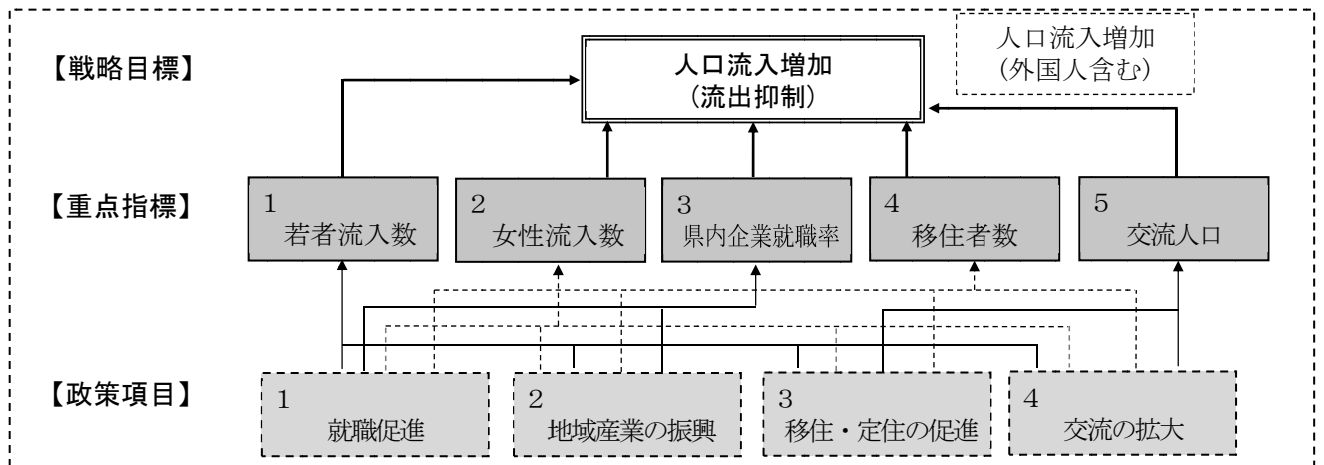 【戦略目標】
人口流入増加
（流出抑制）
人口流入増加
（外国人含む）
【重点指標】
1
若者流入数
2
女性流入数
3
県内企業就職率
4
移住者数
5
交流人口
【政策項目】
1
就職促進
2
地域産業の振興
3
移住・定住の促進
4
交流の拡大